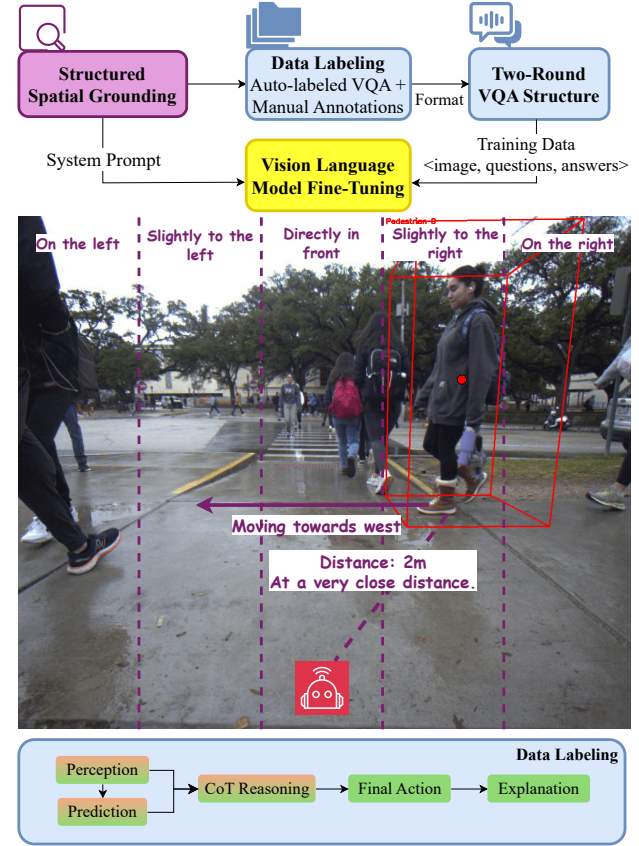 Structured
Spatial Grounding
Data Labeling
Auto-labeled VQA +
Manual Annotations
Format
Two-Round
VQA Structure
System Prompt
Training Data
<image, questions, answers>
Vision Language
Model Fine-Tuning
Pedestrian 8
On the left
Slightly to the
left
Directly in
front
Slightly to the
right
On the right
Moving towards west
Distance: 2m
At a very close distance.
Data Labeling
Perception
Prediction
CoT Reasoning
Final Action
Explanation